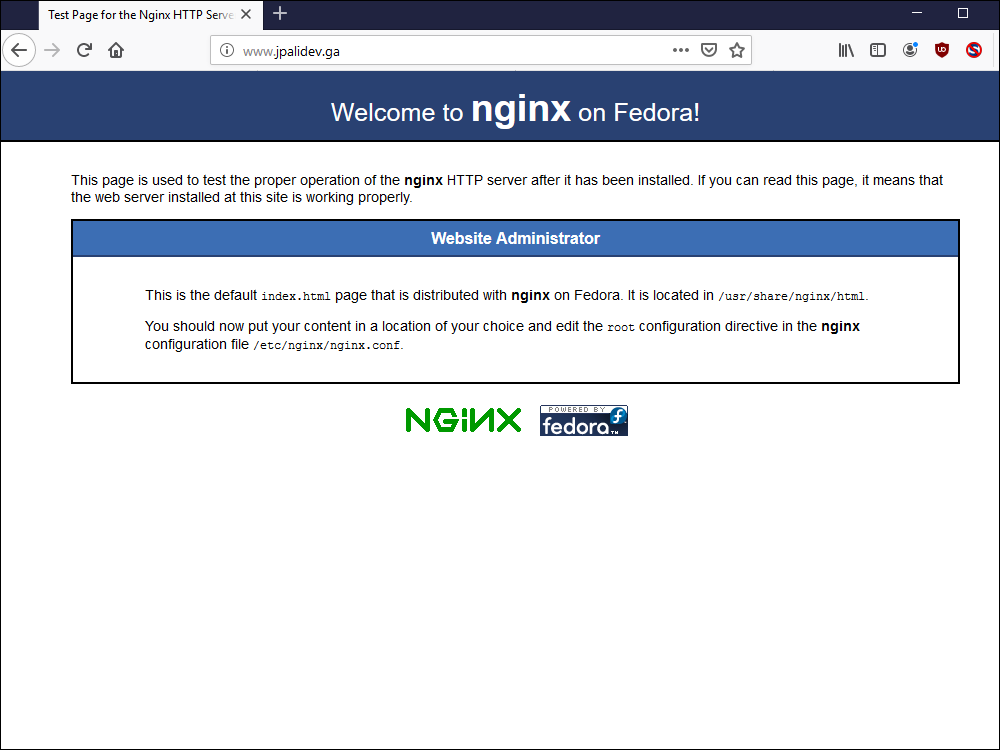 Test Page for the Nginx HTTP Serve
www.jpalidev.ga
Welcome to nginx on Fedora!
This page is used to test the proper operation of the nginx HTTP server after it has been installed. If you can read this page, it means that
the web server installed at this site is working properly.
Website Administrator
This is the default index.html page that is distributed with nginx on Fedora. It is located in /usr/share/nginx/html.
You should now put your content in a location of your choice and edit the root configuration directive in the nginx
configuration file /etc/nginx/nginx.conf.
NGINX
POWERED BY
fedora™